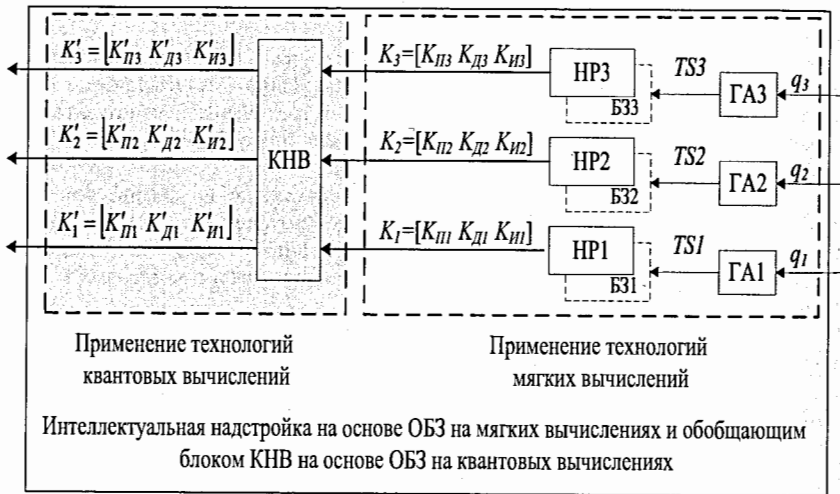 K′₃ = [K′П3 K′Д3 K′И3]
K₃=[KП3 KД3 KИ3]
НР3
БЗ3
TS3
ГА3
q₃
K′₂ = [K′П2 K′Д2 K′И2]
КНВ
K₂=[KП2 KД2 KИ2]
НР2
БЗ2
TS2
ГА2
q₂
K′₁ = [K′П1 K′Д1 K′И1]
K₁=[KП1 KД1 KИ1]
НР1
БЗ1
TS1
ГА1
q₁
Применение технологий
квантовых вычислений
Применение технологий
мягких вычислений
Интеллектуальная надстройка на основе ОБЗ на мягких вычислениях и обобщающим
блоком КНВ на основе ОБЗ на квантовых вычислениях